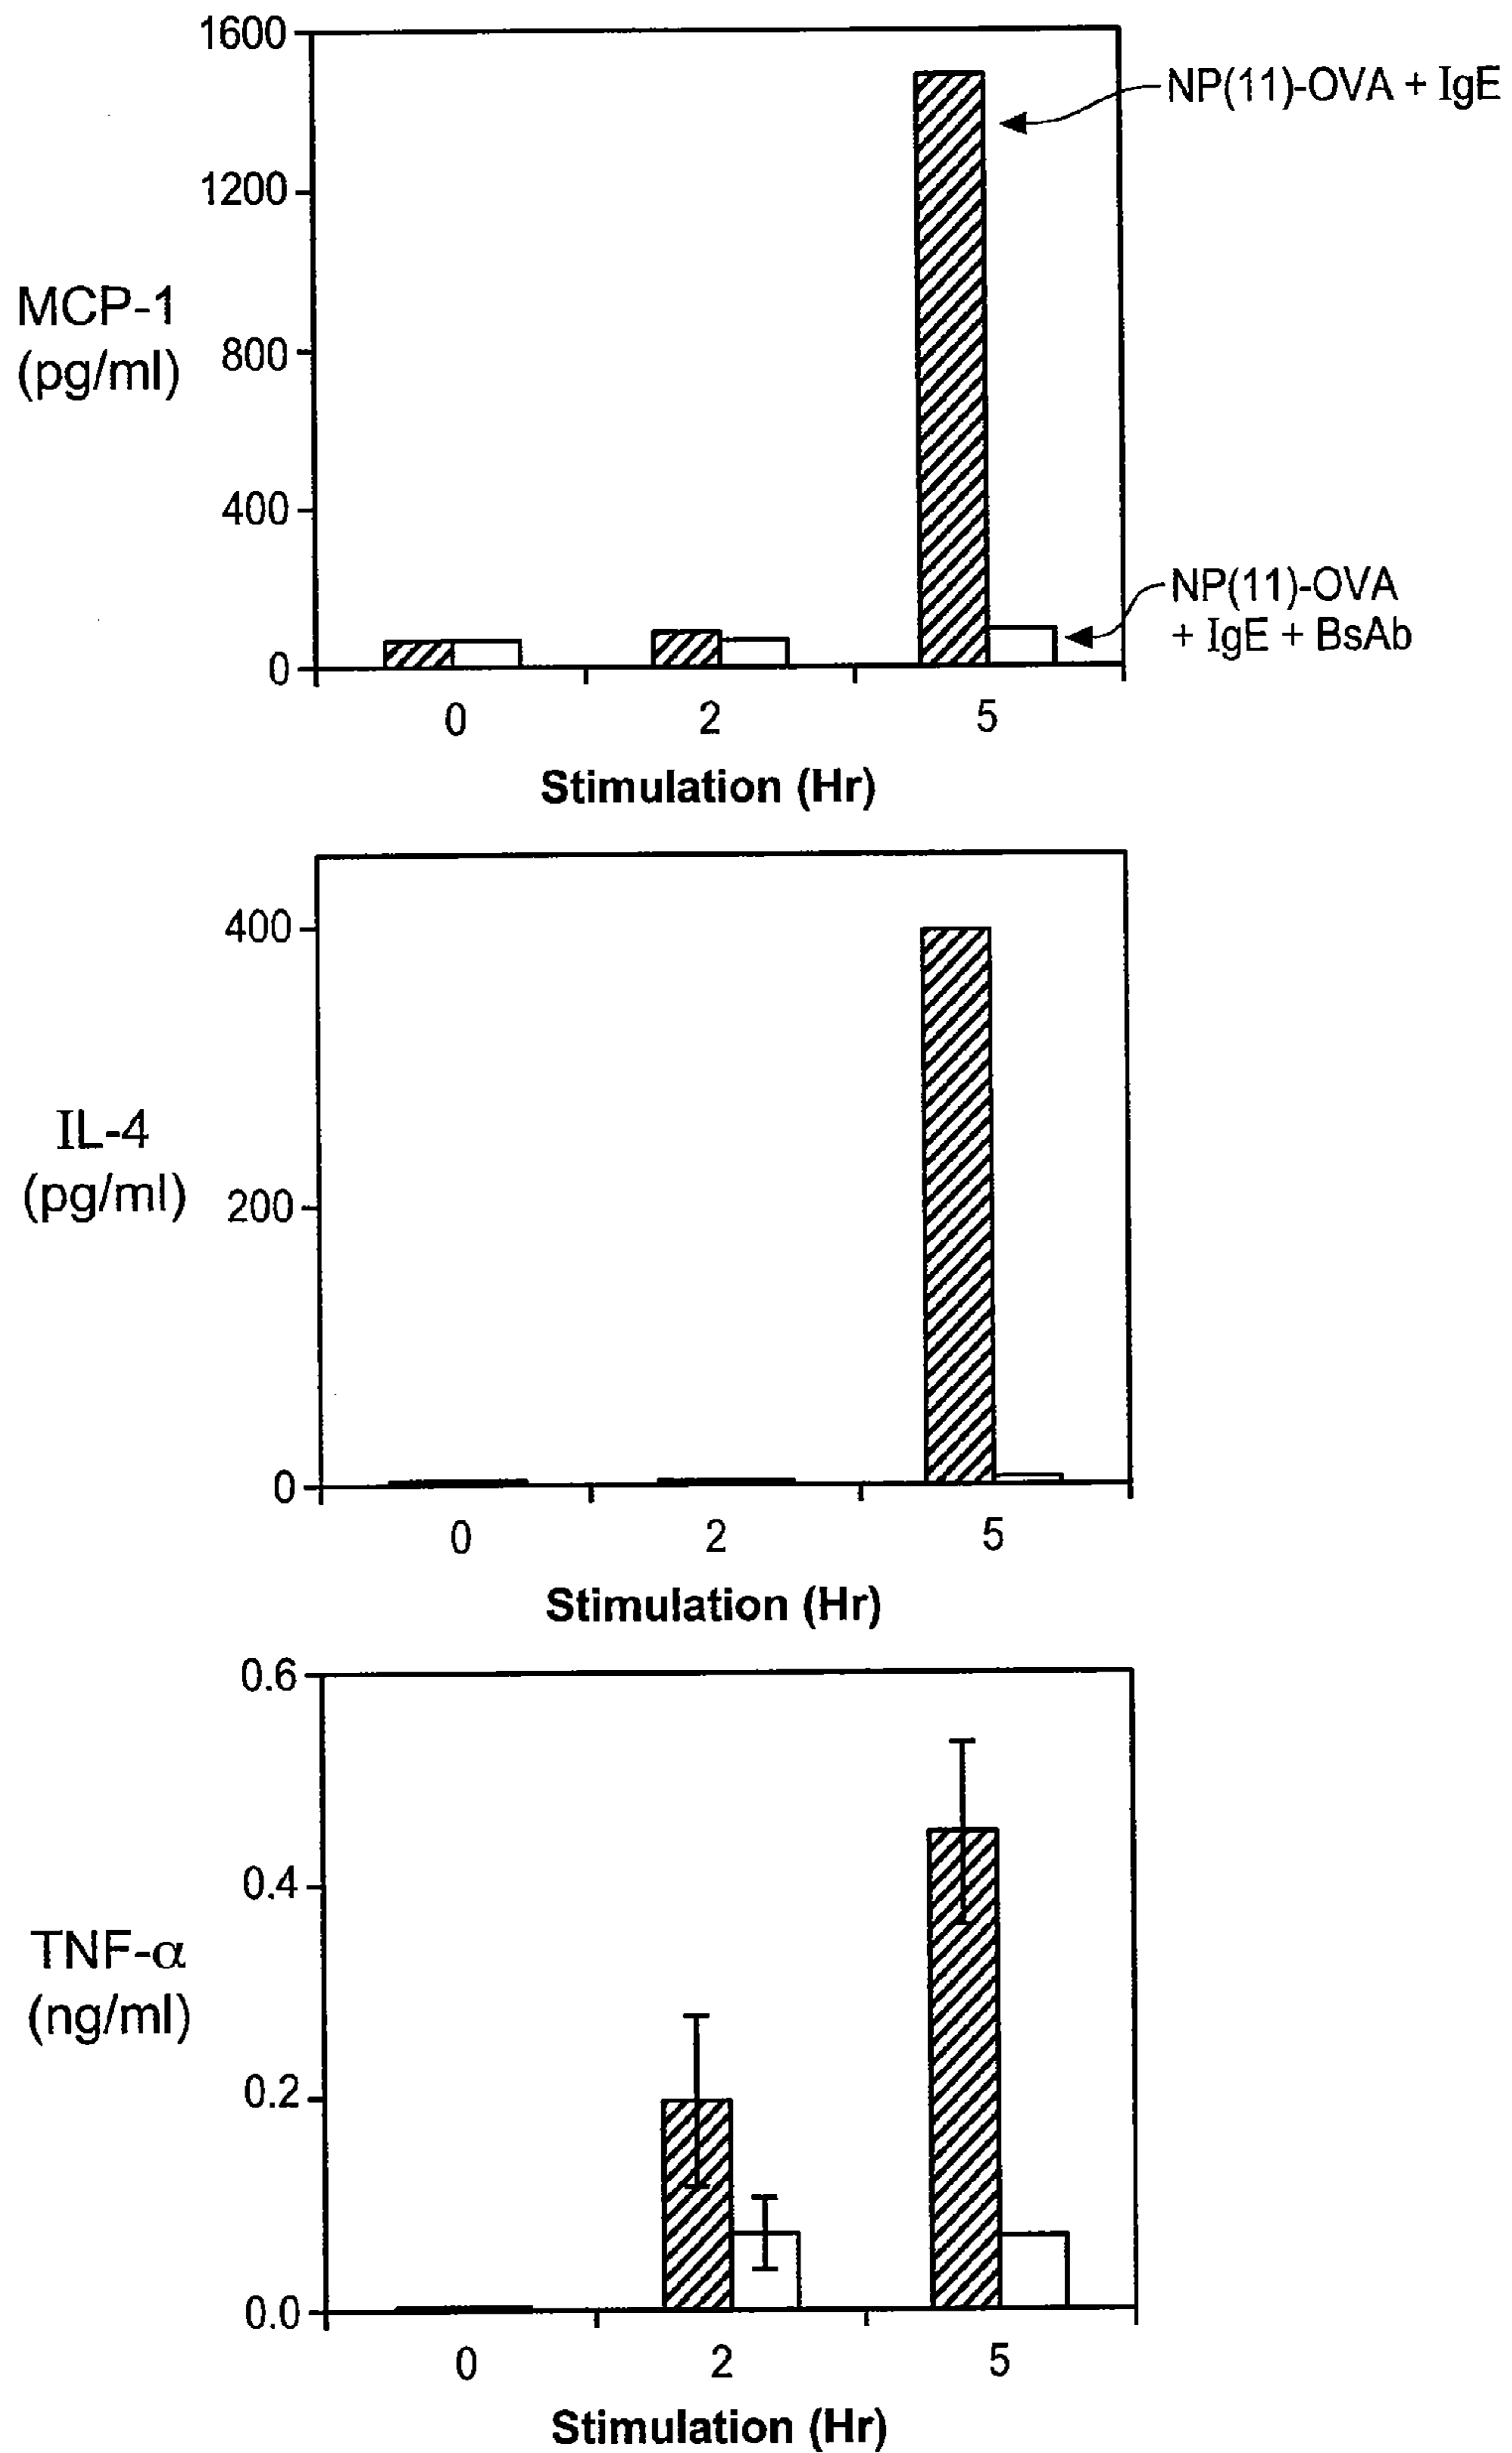 1600
NP(11)-OVA + IgE
1200
MCP-1
(pg/ml)
800
400
NP(11)-OVA
+ IgE + BsAb
0
0 2 5
Stimulation (Hr)
400
IL-4
(pg/ml)
200
0
0 2 5
Stimulation (Hr)
0.6
0.4
TNF-α
(ng/ml)
0.2
0.0
0 2 5
Stimulation (Hr)